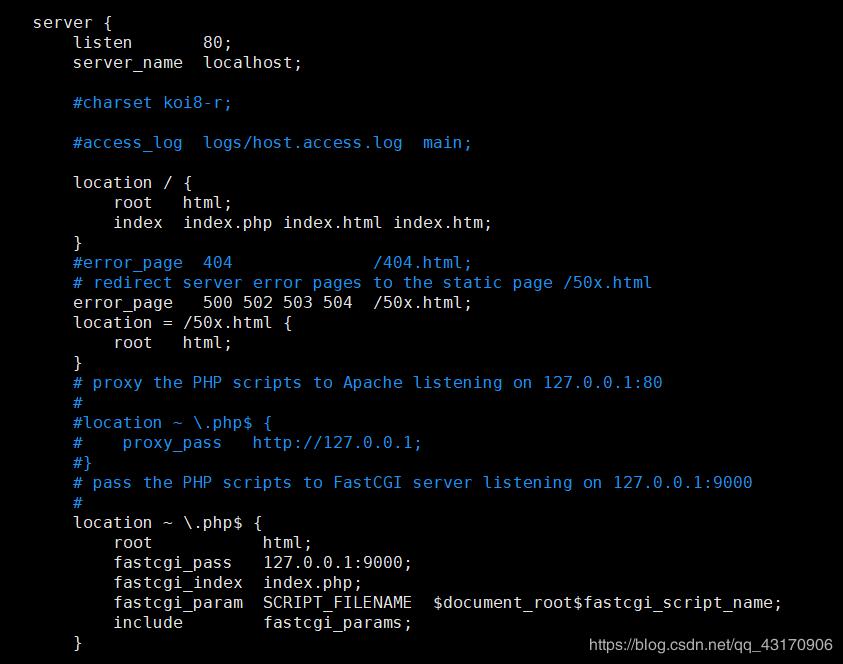 server {
listen 80;
server_name localhost;
#charset koi8-r;
#access_log logs/host.access.log main;
location / {
root html;
index index.php index.html index.htm;
}
#error_page 404 /404.html;
# redirect server error pages to the static page /50x.html
error_page 500 502 503 504 /50x.html;
location = /50x.html {
root html;
}
# proxy the PHP scripts to Apache listening on 127.0.0.1:80
#
#location ~ \.php$ {
# proxy_pass http://127.0.0.1;
#}
# pass the PHP scripts to FastCGI server listening on 127.0.0.1:9000
#
location ~ \.php$ {
root html;
fastcgi_pass 127.0.0.1:9000;
fastcgi_index index.php;
fastcgi_param SCRIPT_FILENAME $document_root$fastcgi_script_name;
include fastcgi_params;
}
https://blog.csdn.net/qq_43170906